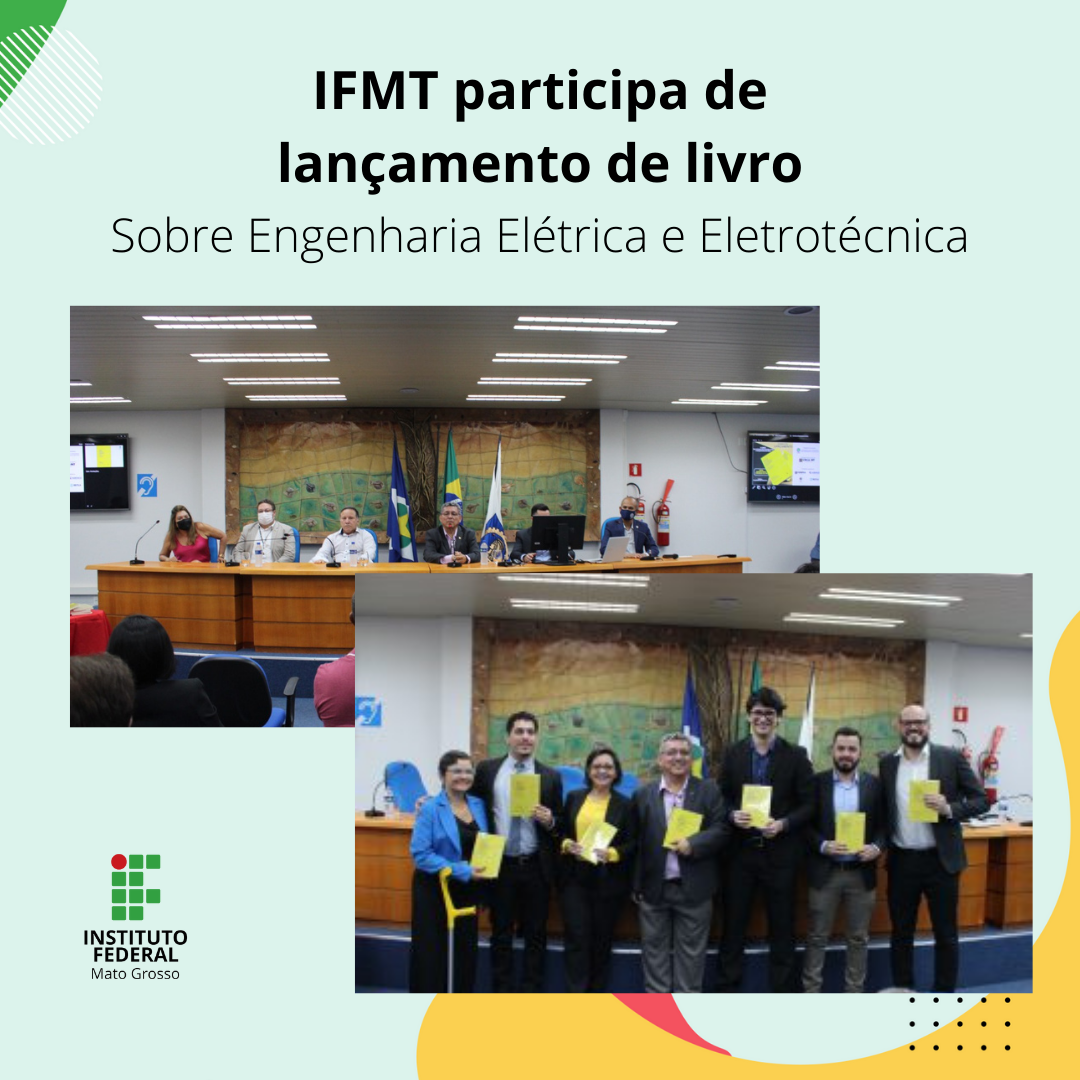 IFMT participa de
lançamento de livro
Sobre Engenharia Elétrica e Eletrotécnica
INSTITUTO
FEDERAL
Mato Grosso